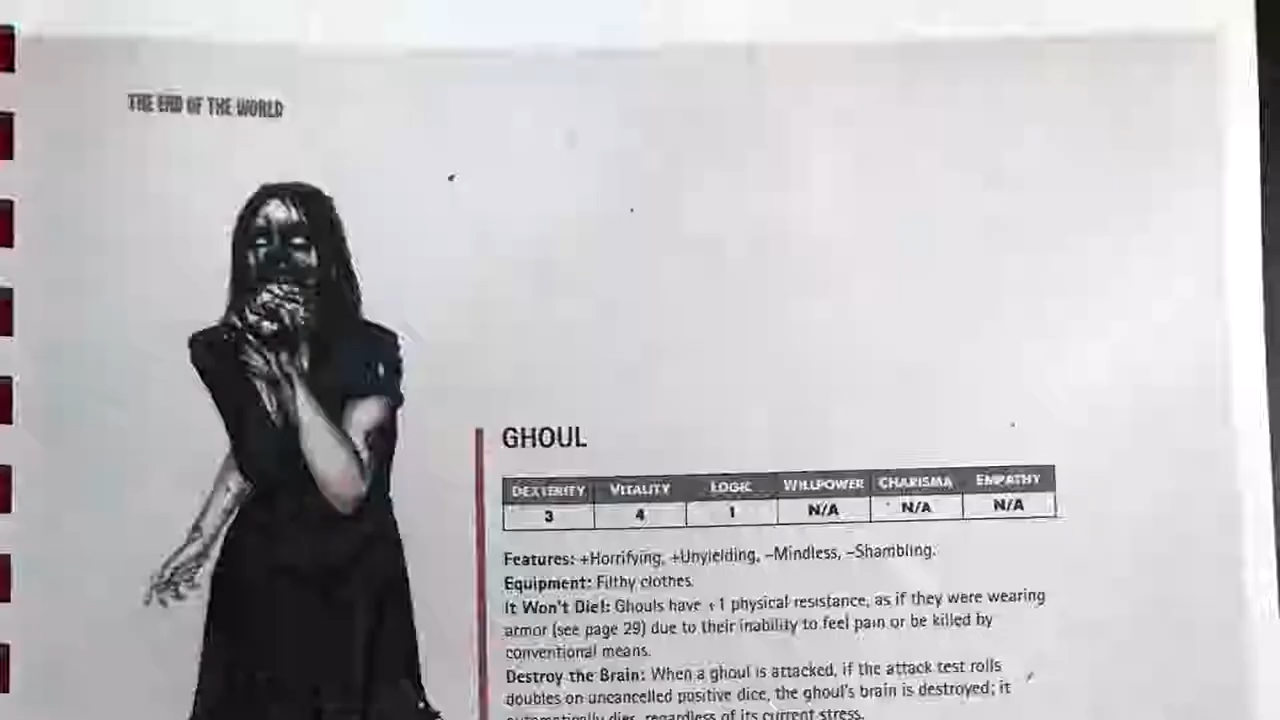 THE END OF THE WORLD
GHOUL
DEXTERITY VITALITY LOGIC WILLPOWER CHARISMA EMPATHY
3 4 1 N/A N/A N/A
Features: +Horrifying, +Unyielding, –Mindless, –Shambling.
Equipment: Filthy clothes.
It Won't Die!: Ghouls have +1 physical resistance, as if they were wearing
armor (see page 29) due to their inability to feel pain or be killed by
conventional means.
Destroy the Brain: When a ghoul is attacked, if the attack test rolls
doubles on uncancelled positive dice, the ghoul's brain is destroyed; it
automatically dies, regardless of its current stress.